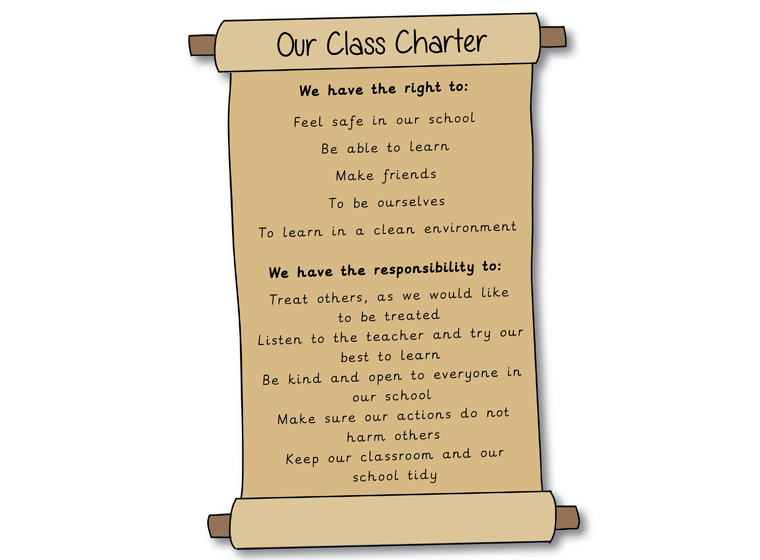 Our Class Charter
We have the right to:
Feel safe in our school
Be able to learn
Make friends
To be ourselves
To learn in a clean environment
We have the responsibility to:
Treat others, as we would like
to be treated
Listen to the teacher and try our
best to learn
Be kind and open to everyone in
our school
Make sure our actions do not
harm others
Keep our classroom and our
school tidy